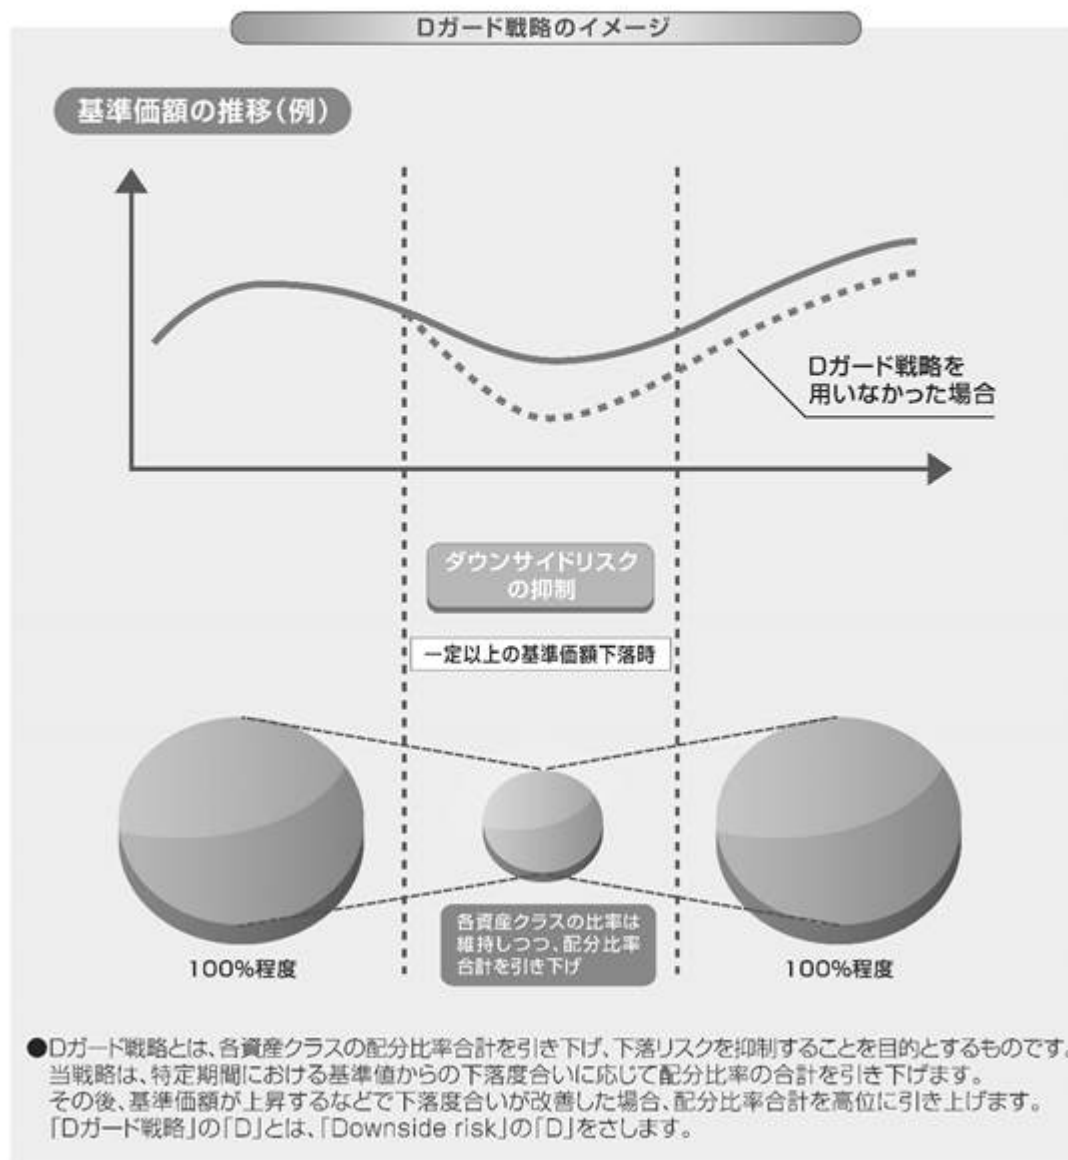 Dガード戦略のイメージ
基準価額の推移(例)
Dガード戦略を
用いなかった場合
ダウンサイドリスク
の抑制
一定以上の基準価額下落時
各資産クラスの比率は
維持しつつ、配分比率
合計を引き下げ
100%程度
100%程度
●Dガード戦略とは、各資産クラスの配分比率合計を引き下げ、下落リスクを抑制することを目的とするものです。
当戦略は、特定期間における基準値からの下落度合いに応じて配分比率の合計を引き下げます。
その後、基準価額が上昇するなどで下落度合いが改善した場合、配分比率合計を高位に引き上げます。
「Dガード戦略」の「D」とは、「Downside risk」の「D」をさします。